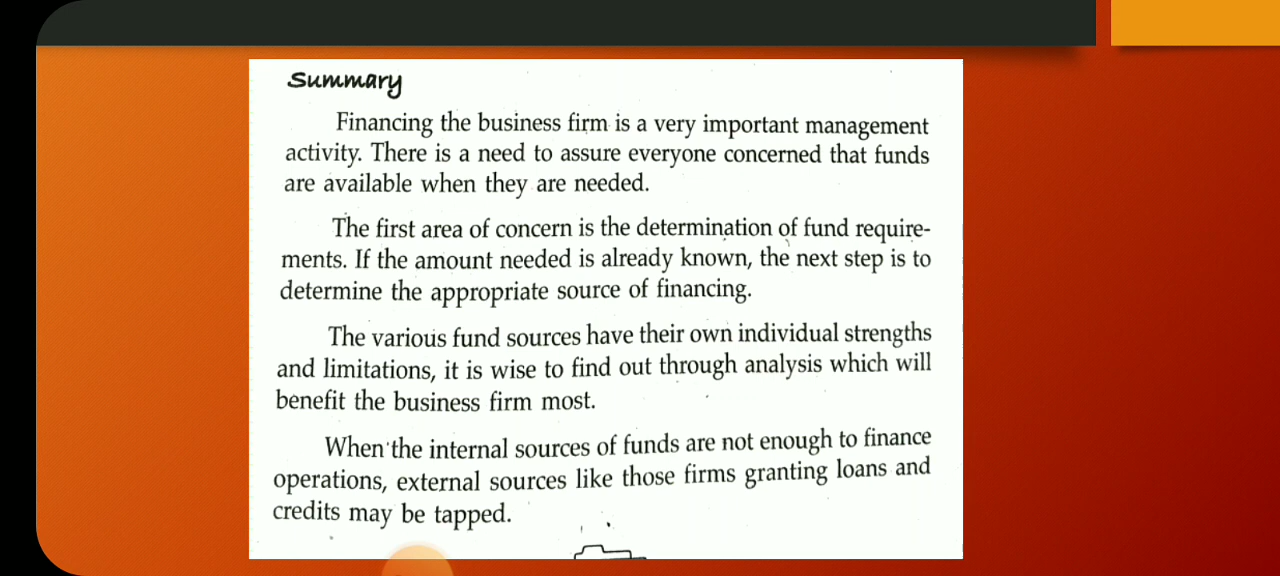 Summary
Financing the business firm is a very important management
activity. There is a need to assure everyone concerned that funds
are available when they are needed.
The first area of concern is the determination of fund require-
ments. If the amount needed is already known, the next step is to
determine the appropriate source of financing.
The various fund sources have their own individual strengths
and limitations, it is wise to find out through analysis which will
benefit the business firm most.
When the internal sources of funds are not enough to finance
operations, external sources like those firms granting loans and
credits may be tapped.